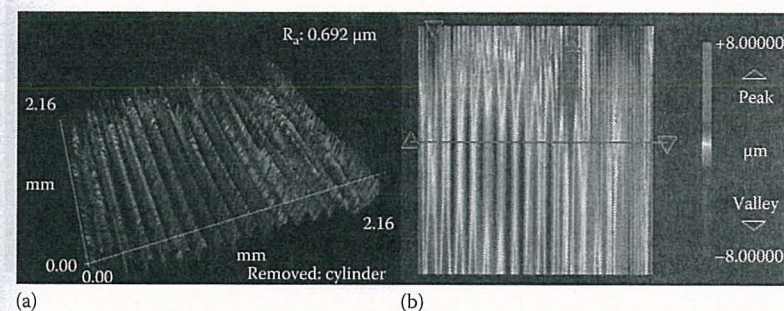 Rₐ: 0.692 μm
2.16
mm
0.00
0.00
mm
2.16
Removed: cylinder
+8.00000
Peak
μm
Valley
−8.00000
(a)
(b)